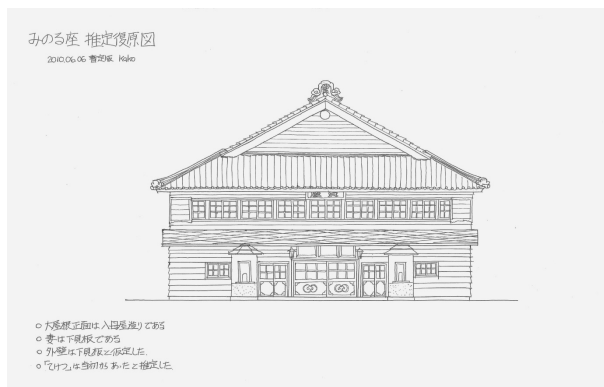 みのる座 推定復原図
2010.06.06 暫定版 Kako
○ 大屋根正面は入母屋造りである
○ 妻は下見板である
○ 外壁は下見板と仮定した.
○「てけつ」は当初からあったと推定した